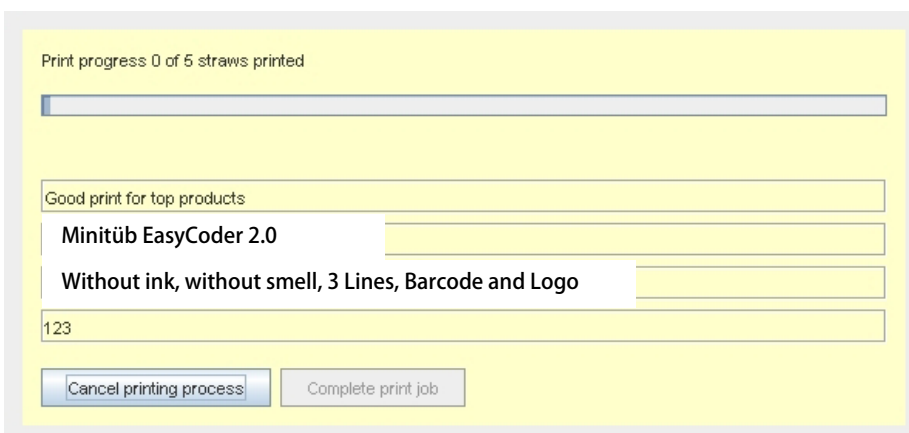 Print progress 0 of 5 straws printed
Good print for top products
Minitüb EasyCoder 2.0
Without ink, without smell, 3 Lines, Barcode and Logo
123
Cancel printing process Complete print job